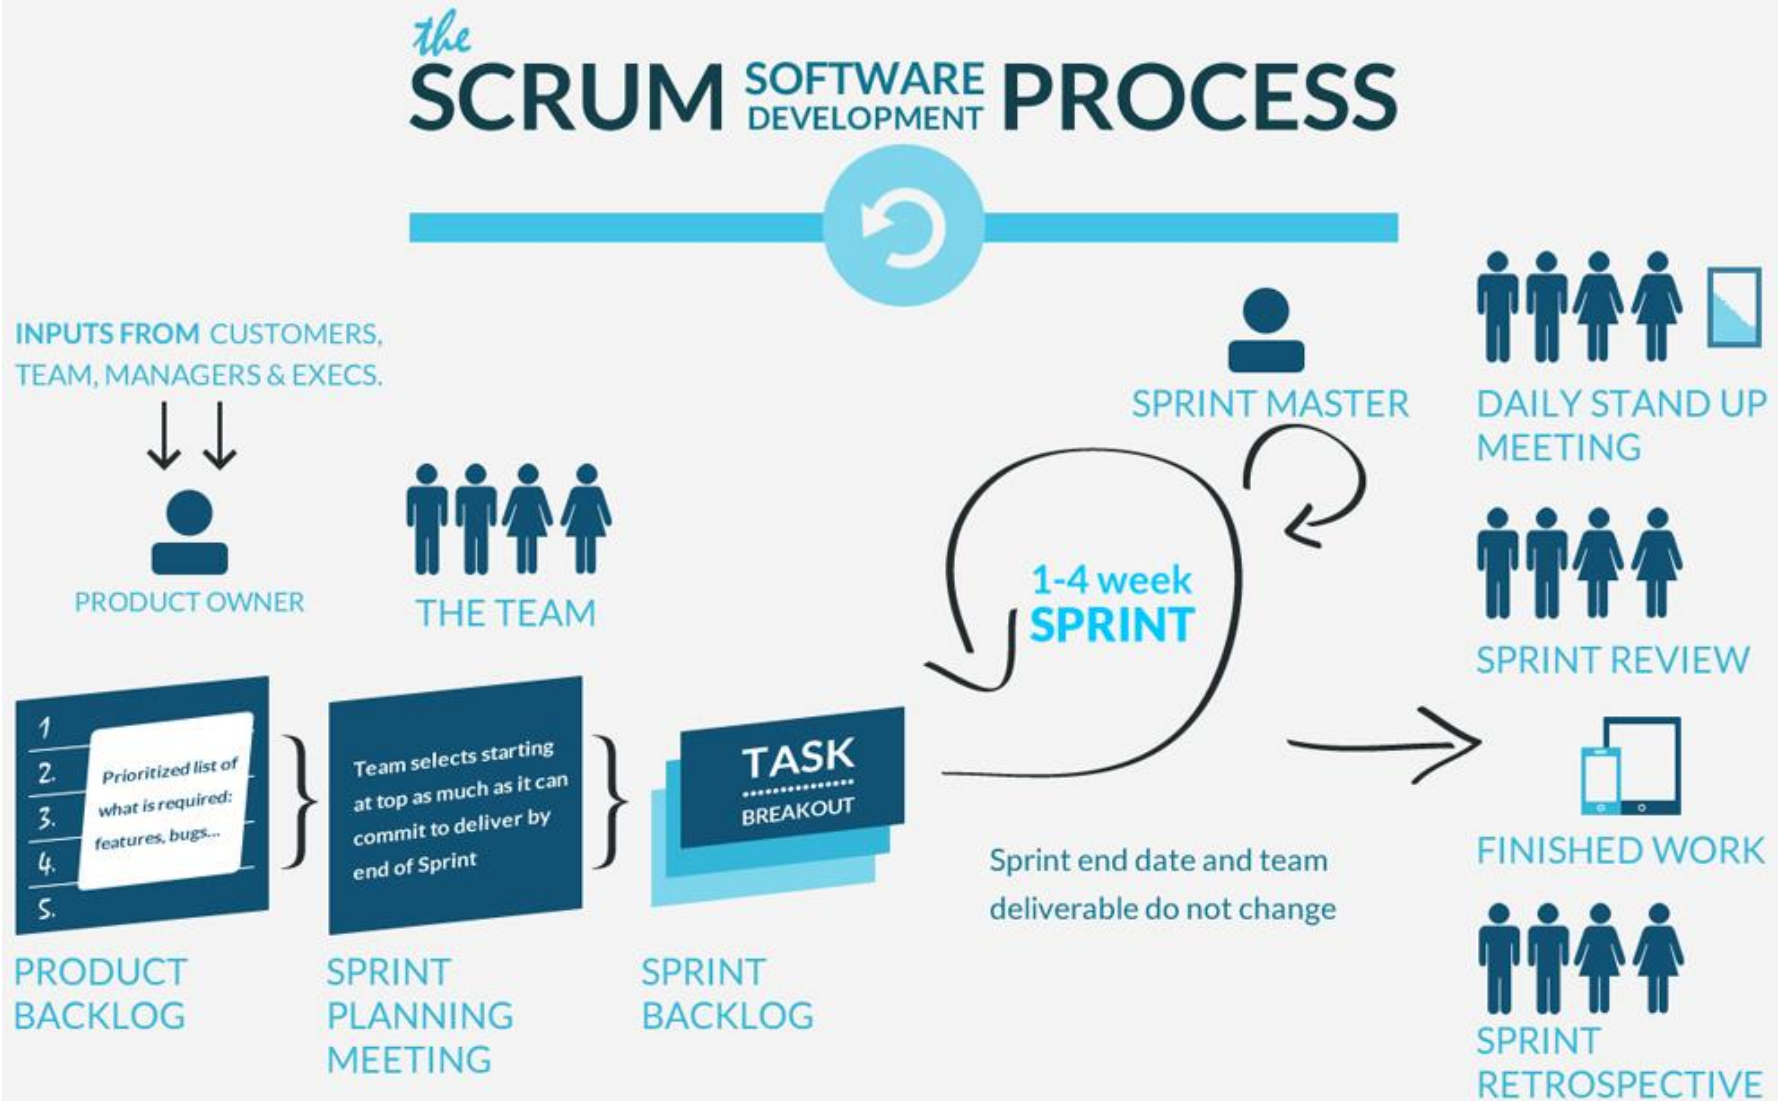 the
SCRUM SOFTWARE DEVELOPMENT PROCESS
INPUTS FROM CUSTOMERS,
TEAM, MANAGERS & EXECS.
PRODUCT OWNER
THE TEAM
1
2.
3.
4.
5.
Prioritized list of
what is required:
features, bugs...
PRODUCT
BACKLOG
Team selects starting
at top as much as it can
commit to deliver by
end of Sprint
SPRINT
PLANNING
MEETING
TASK
BREAKOUT
SPRINT
BACKLOG
1-4 week
SPRINT
Sprint end date and team
deliverable do not change
SPRINT MASTER
DAILY STAND UP
MEETING
SPRINT REVIEW
FINISHED WORK
SPRINT
RETROSPECTIVE